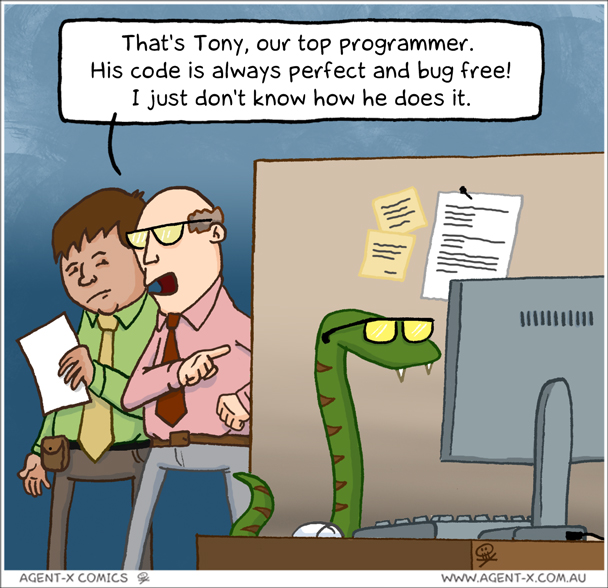 That's Tony, our top programmer.
His code is always perfect and bug free!
I just don't know how he does it.
AGENT-X COMICS
WWW.AGENT-X.COM.AU